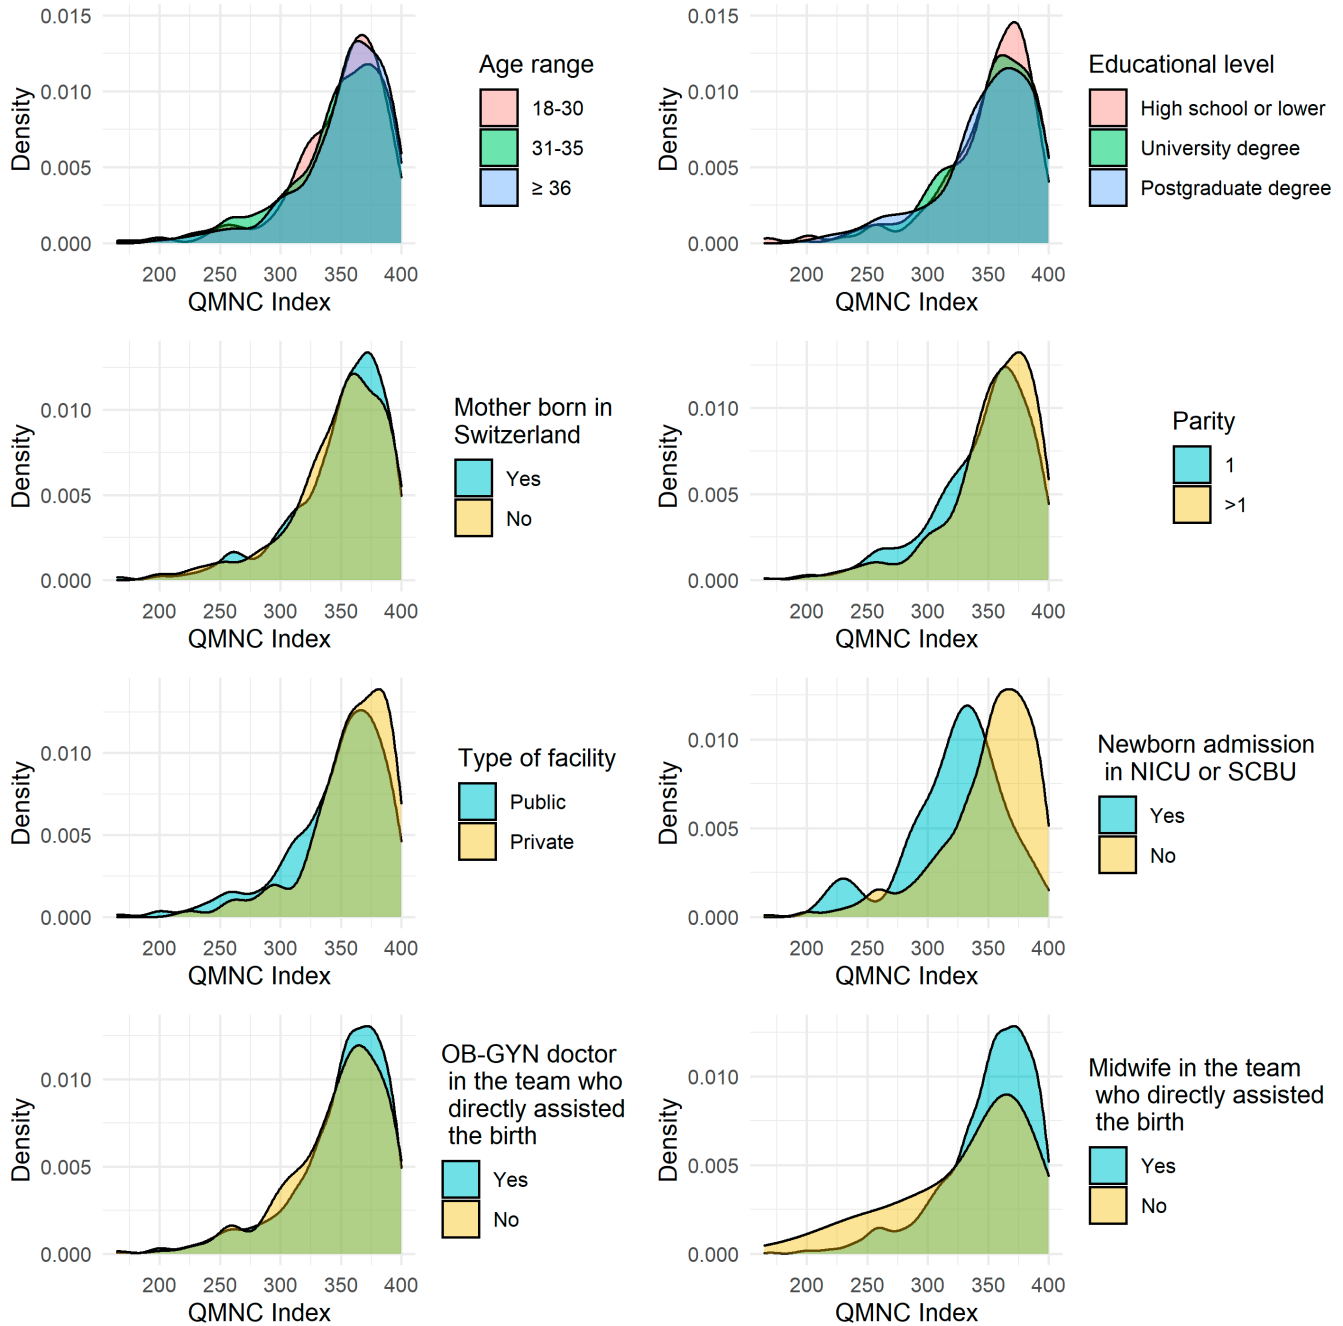 0.015
0.010
0.005
0.000
Density
200 250 300 350 400
QMNC Index
Age range
18-30
31-35
≥ 36
0.015
0.010
0.005
0.000
Density
200 250 300 350 400
QMNC Index
Educational level
High school or lower
University degree
Postgraduate degree
0.010
0.005
0.000
Density
200 250 300 350 400
QMNC Index
Mother born in
Switzerland
Yes
No
0.010
0.005
0.000
Density
200 250 300 350 400
QMNC Index
Parity
1
>1
0.010
0.005
0.000
Density
200 250 300 350 400
QMNC Index
Type of facility
Public
Private
0.010
0.005
0.000
Density
200 250 300 350 400
QMNC Index
Newborn admission
in NICU or SCBU
Yes
No
0.010
0.005
0.000
Density
200 250 300 350 400
QMNC Index
OB-GYN doctor
in the team who
directly assisted
the birth
Yes
No
0.010
0.005
0.000
Density
200 250 300 350 400
QMNC Index
Midwife in the team
who directly assisted
the birth
Yes
No